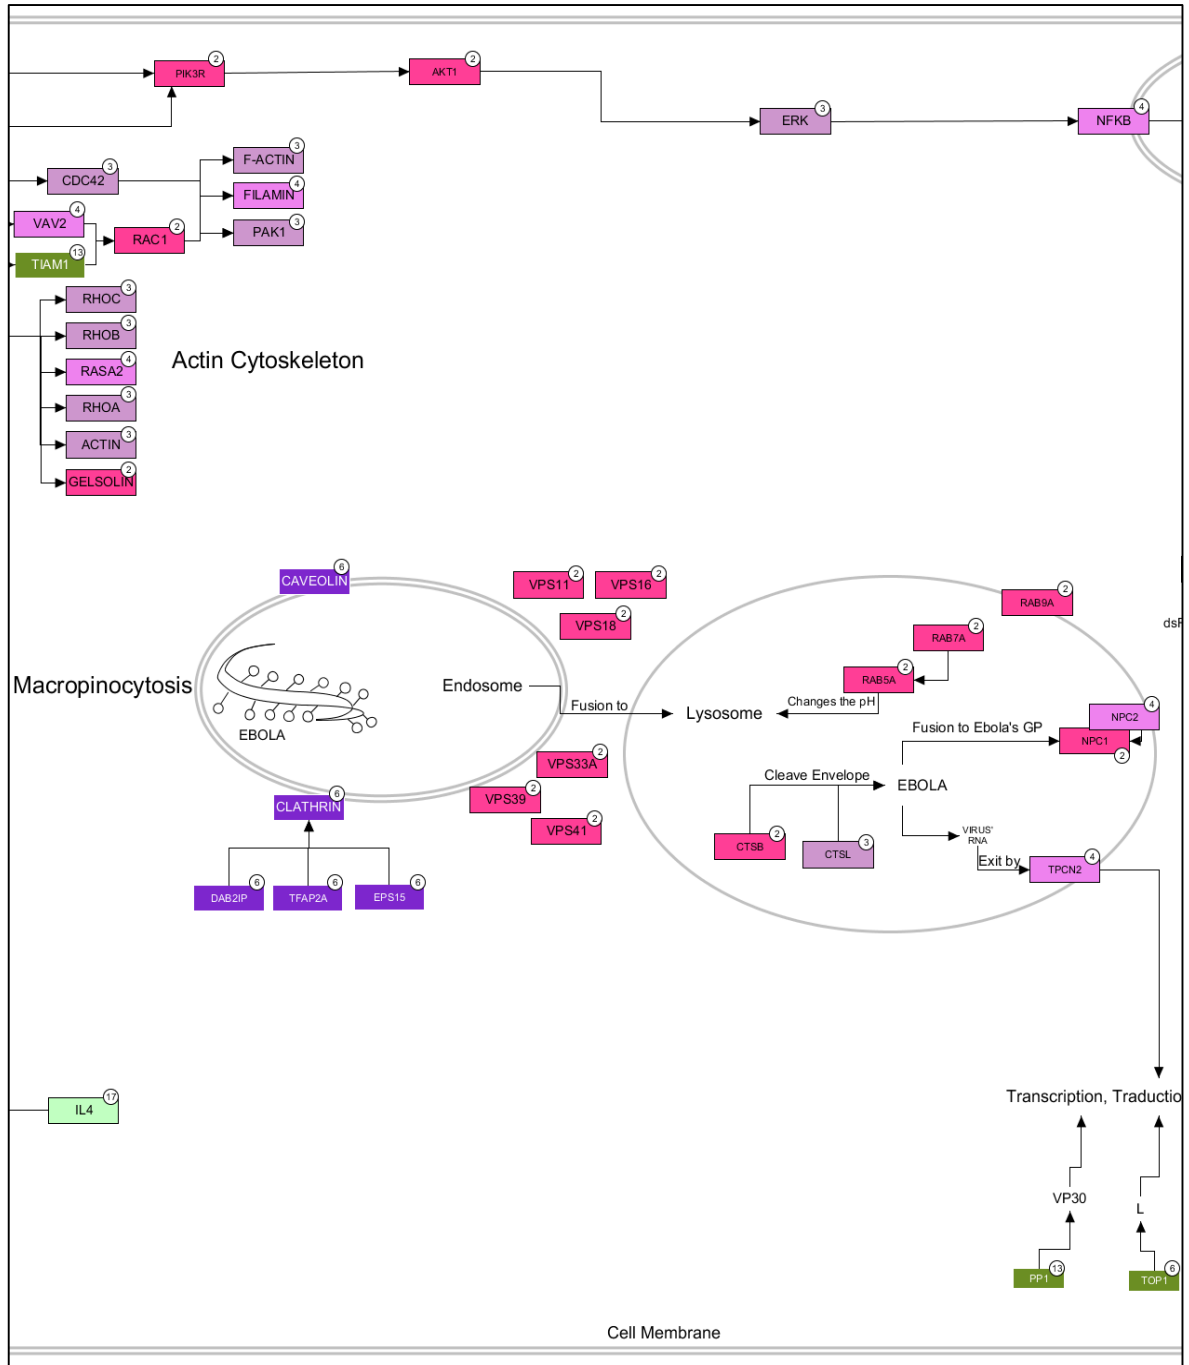 2
PIK3R
2
AKT1
3
ERK
4
NFKB
3
CDC42
3
F-ACTIN
4
FILAMIN
3
PAK1
4
VAV2
2
RAC1
13
TIAM1
3
RHOC
3
RHOB
4
RASA2
3
RHOA
3
ACTIN
2
GELSOLIN
Actin Cytoskeleton
6
CAVEOLIN
2
VPS11
2
VPS16
2
VPS18
2
RAB9A
2
RAB7A
2
RAB5A
dsF
Macropinocytosis
EBOLA
Endosome
Fusion to
Lysosome
Changes the pH
4
NPC2
Fusion to Ebola's GP
NPC1
2
2
VPS33A
2
VPS39
2
VPS41
6
CLATHRIN
Cleave Envelope
EBOLA
2
CTSB
3
CTSL
VIRUS'
RNA
Exit by
4
TPCN2
6
DAB2IP
6
TFAP2A
6
EPS15
17
IL4
Transcription, Traductio
VP30
L
13
PP1
6
TOP1
Cell Membrane